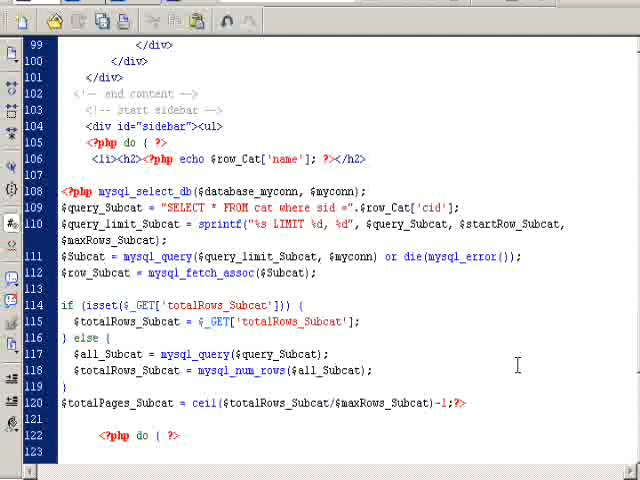 99 </div>
100 </div>
101 </div>
102 <!-- end content -->
103 <!-- start sidebar -->
104 <div id="sidebar"><ul>
105 <?php do { ?>
106 <li><h2><?php echo $row_Cat['name']; ?></h2>
107
108 <?php mysql_select_db($database_myconn, $myconn);
109 $query_Subcat = "SELECT * FROM cat where sid =".$row_Cat['cid'];
110 $query_limit_Subcat = sprintf("%s LIMIT %d, %d", $query_Subcat, $startRow_Subcat,
$maxRows_Subcat);
111 $Subcat = mysql_query($query_limit_Subcat, $myconn) or die(mysql_error());
112 $row_Subcat = mysql_fetch_assoc($Subcat);
113
114 if (isset($_GET['totalRows_Subcat'])) {
115 $totalRows_Subcat = $_GET['totalRows_Subcat'];
116 } else {
117 $all_Subcat = mysql_query($query_Subcat);
118 $totalRows_Subcat = mysql_num_rows($all_Subcat);
119 }
120 $totalPages_Subcat = ceil($totalRows_Subcat/$maxRows_Subcat)-1;?>
121
122 <?php do { ?>
123